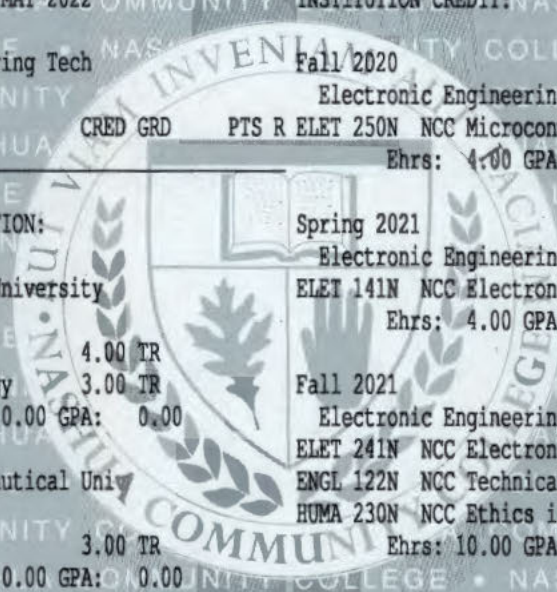 MAY 2022
INSTITUTION CREDIT:
ing Tech
CRED GRD PTS R
TION:
University
4.00 TR
y 3.00 TR
0.00 GPA: 0.00
autical Univ
3.00 TR
0.00 GPA: 0.00
Fall 2020
Electronic Engineerin
ELET 250N NCC Microcon
Ehrs: 4.00 GPA
Spring 2021
Electronic Engineerin
ELET 141N NCC Electron
Ehrs: 4.00 GPA
Fall 2021
Electronic Engineerin
ELET 241N NCC Electron
ENGL 122N NCC Technica
HUMA 230N NCC Ethics i
Ehrs: 10.00 GPA
NASHUA COMMUNITY COLLEGE